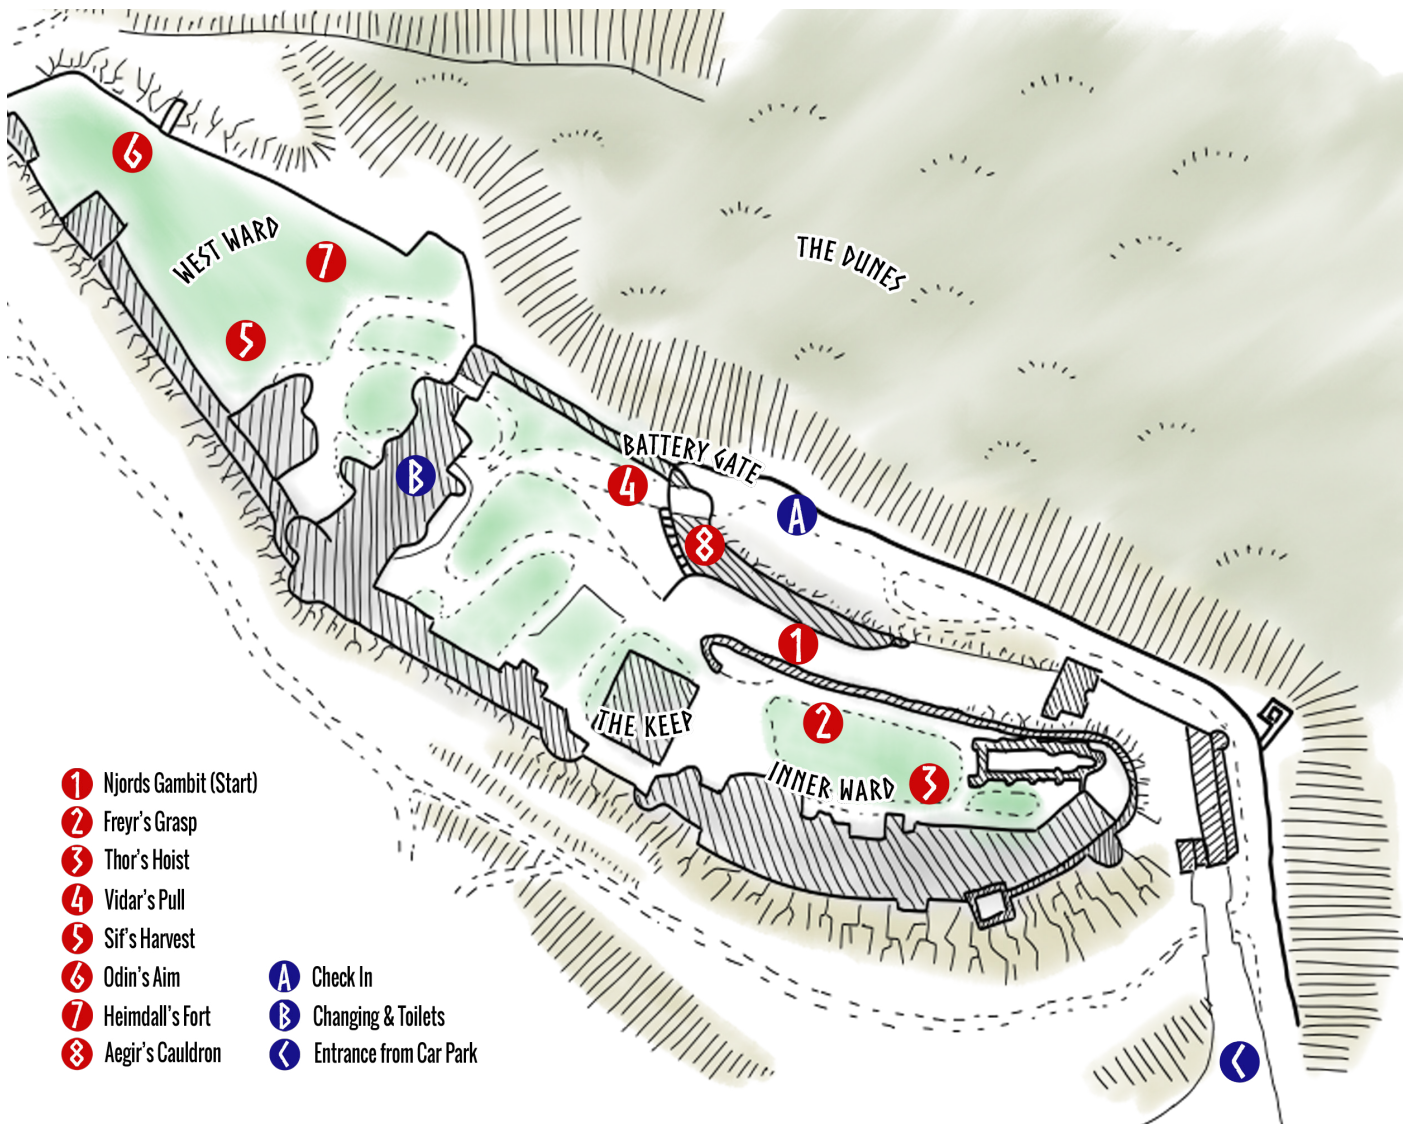 6
WEST WARD
7
THE DUNES
5
BATTERY GATE
B
4
A
8
1
THE KEEP
2
INNER WARD
3
1 Njords Gambit (Start)
2 Freyr's Grasp
3 Thor's Hoist
4 Vidar's Pull
5 Sif's Harvest
6 Odin's Aim
7 Heimdall's Fort
8 Aegir's Cauldron
A Check In
B Changing & Toilets
C Entrance from Car Park
C